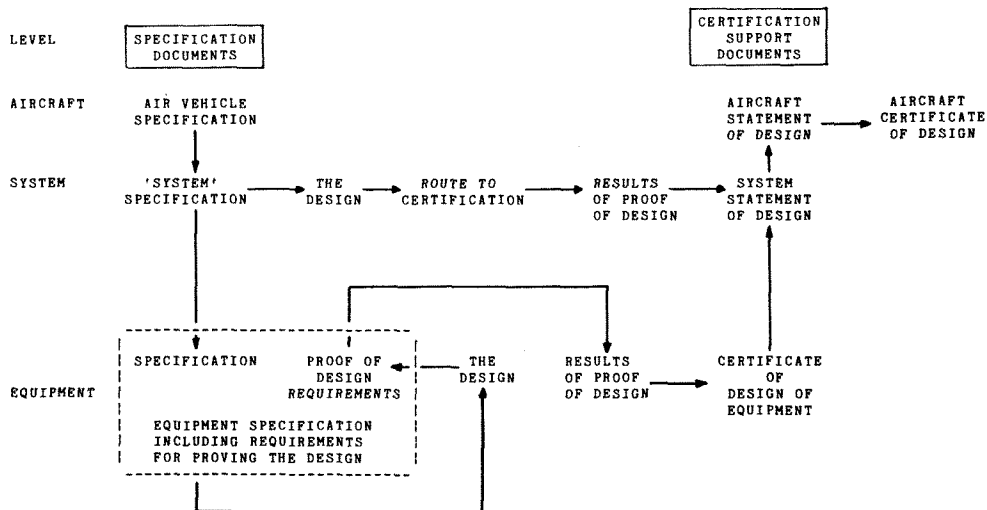 LEVEL
SPECIFICATION
DOCUMENTS
CERTIFICATION
SUPPORT
DOCUMENTS
AIRCRAFT
AIR VEHICLE
SPECIFICATION
AIRCRAFT
STATEMENT
OF DESIGN
AIRCRAFT
CERTIFICATE
OF DESIGN
SYSTEM
'SYSTEM'
SPECIFICATION
THE
DESIGN
ROUTE TO
CERTIFICATION
RESULTS
OF PROOF
OF DESIGN
SYSTEM
STATEMENT
OF DESIGN
EQUIPMENT
SPECIFICATION
PROOF OF
DESIGN
REQUIREMENTS
THE
DESIGN
RESULTS
OF PROOF
OF DESIGN
CERTIFICATE
OF
DESIGN OF
EQUIPMENT
EQUIPMENT SPECIFICATION
INCLUDING REQUIREMENTS
FOR PROVING THE DESIGN